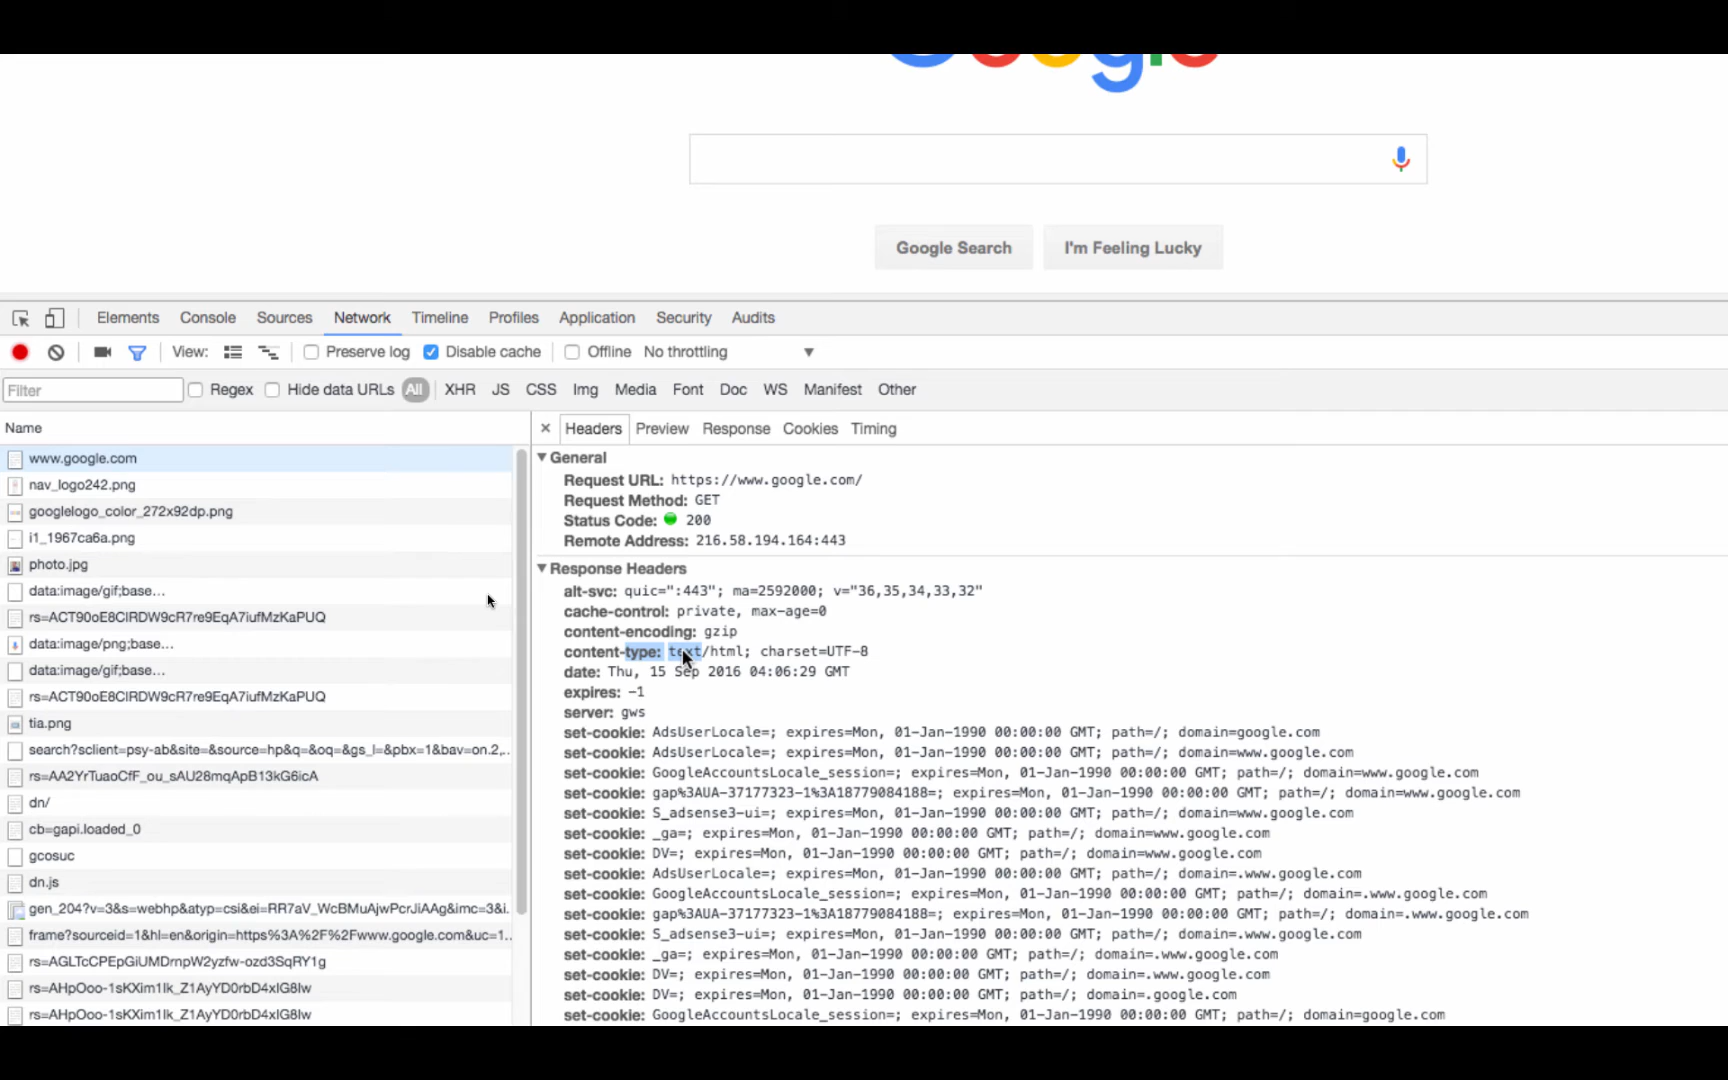 Google
Google Search I'm Feeling Lucky
Elements Console Sources Network Timeline Profiles Application Security Audits
View: Preserve log Disable cache Offline No throttling
Filter Regex Hide data URLs All XHR JS CSS Img Media Font Doc WS Manifest Other
Name
www.google.com
nav_logo242.png
googlelogo_color_272x92dp.png
i1_1967ca6a.png
photo.jpg
data:image/gif;base...
rs=ACT90oE8CIRDW9cR7re9EqA7iufMzKaPUQ
data:image/png;base...
data:image/gif;base...
rs=ACT90oE8CIRDW9cR7re9EqA7iufMzKaPUQ
tia.png
search?sclient=psy-ab&site=&source=hp&q=&oq=&gs_l=&pbx=1&bav=on.2,..
rs=AA2YrTuaoCfF_ou_sAU28mqApB13kG6icA
dn/
cb=gapi.loaded_0
gcosuc
dn.js
gen_204?v=3&s=webhp&atyp=csi&ei=RR7aV_WcBMuAjwPcrJiAAg&imc=3&i.
frame?sourceid=1&hl=en&origin=https%3A%2F%2Fwww.google.com&uc=1..
rs=AGLTcCPEpGiUMDrnpW2yzfw-ozd3SqRY1g
rs=AHpOoo-1sKXim1Ik_Z1AyYD0rbD4xIG8Iw
rs=AHpOoo-1sKXim1Ik_Z1AyYD0rbD4xIG8Iw
× Headers Preview Response Cookies Timing
General
Request URL: https://www.google.com/
Request Method: GET
Status Code: 200
Remote Address: 216.58.194.164:443
Response Headers
alt-svc: quic=":443"; ma=2592000; v="36,35,34,33,32"
cache-control: private, max-age=0
content-encoding: gzip
content-type: text/html; charset=UTF-8
date: Thu, 15 Sep 2016 04:06:29 GMT
expires: -1
server: gws
set-cookie: AdsUserLocale=; expires=Mon, 01-Jan-1990 00:00:00 GMT; path=/; domain=google.com
set-cookie: AdsUserLocale=; expires=Mon, 01-Jan-1990 00:00:00 GMT; path=/; domain=www.google.com
set-cookie: GoogleAccountsLocale_session=; expires=Mon, 01-Jan-1990 00:00:00 GMT; path=/; domain=www.google.com
set-cookie: gap%3AUA-37177323-1%3A18779084188=; expires=Mon, 01-Jan-1990 00:00:00 GMT; path=/; domain=www.google.com
set-cookie: S_adsense3-ui=; expires=Mon, 01-Jan-1990 00:00:00 GMT; path=/; domain=www.google.com
set-cookie: _ga=; expires=Mon, 01-Jan-1990 00:00:00 GMT; path=/; domain=www.google.com
set-cookie: DV=; expires=Mon, 01-Jan-1990 00:00:00 GMT; path=/; domain=www.google.com
set-cookie: AdsUserLocale=; expires=Mon, 01-Jan-1990 00:00:00 GMT; path=/; domain=.www.google.com
set-cookie: GoogleAccountsLocale_session=; expires=Mon, 01-Jan-1990 00:00:00 GMT; path=/; domain=.www.google.com
set-cookie: gap%3AUA-37177323-1%3A18779084188=; expires=Mon, 01-Jan-1990 00:00:00 GMT; path=/; domain=.www.google.com
set-cookie: S_adsense3-ui=; expires=Mon, 01-Jan-1990 00:00:00 GMT; path=/; domain=.www.google.com
set-cookie: _ga=; expires=Mon, 01-Jan-1990 00:00:00 GMT; path=/; domain=.www.google.com
set-cookie: DV=; expires=Mon, 01-Jan-1990 00:00:00 GMT; path=/; domain=.www.google.com
set-cookie: DV=; expires=Mon, 01-Jan-1990 00:00:00 GMT; path=/; domain=.google.com
set-cookie: GoogleAccountsLocale_session=; expires=Mon, 01-Jan-1990 00:00:00 GMT; path=/; domain=google.com